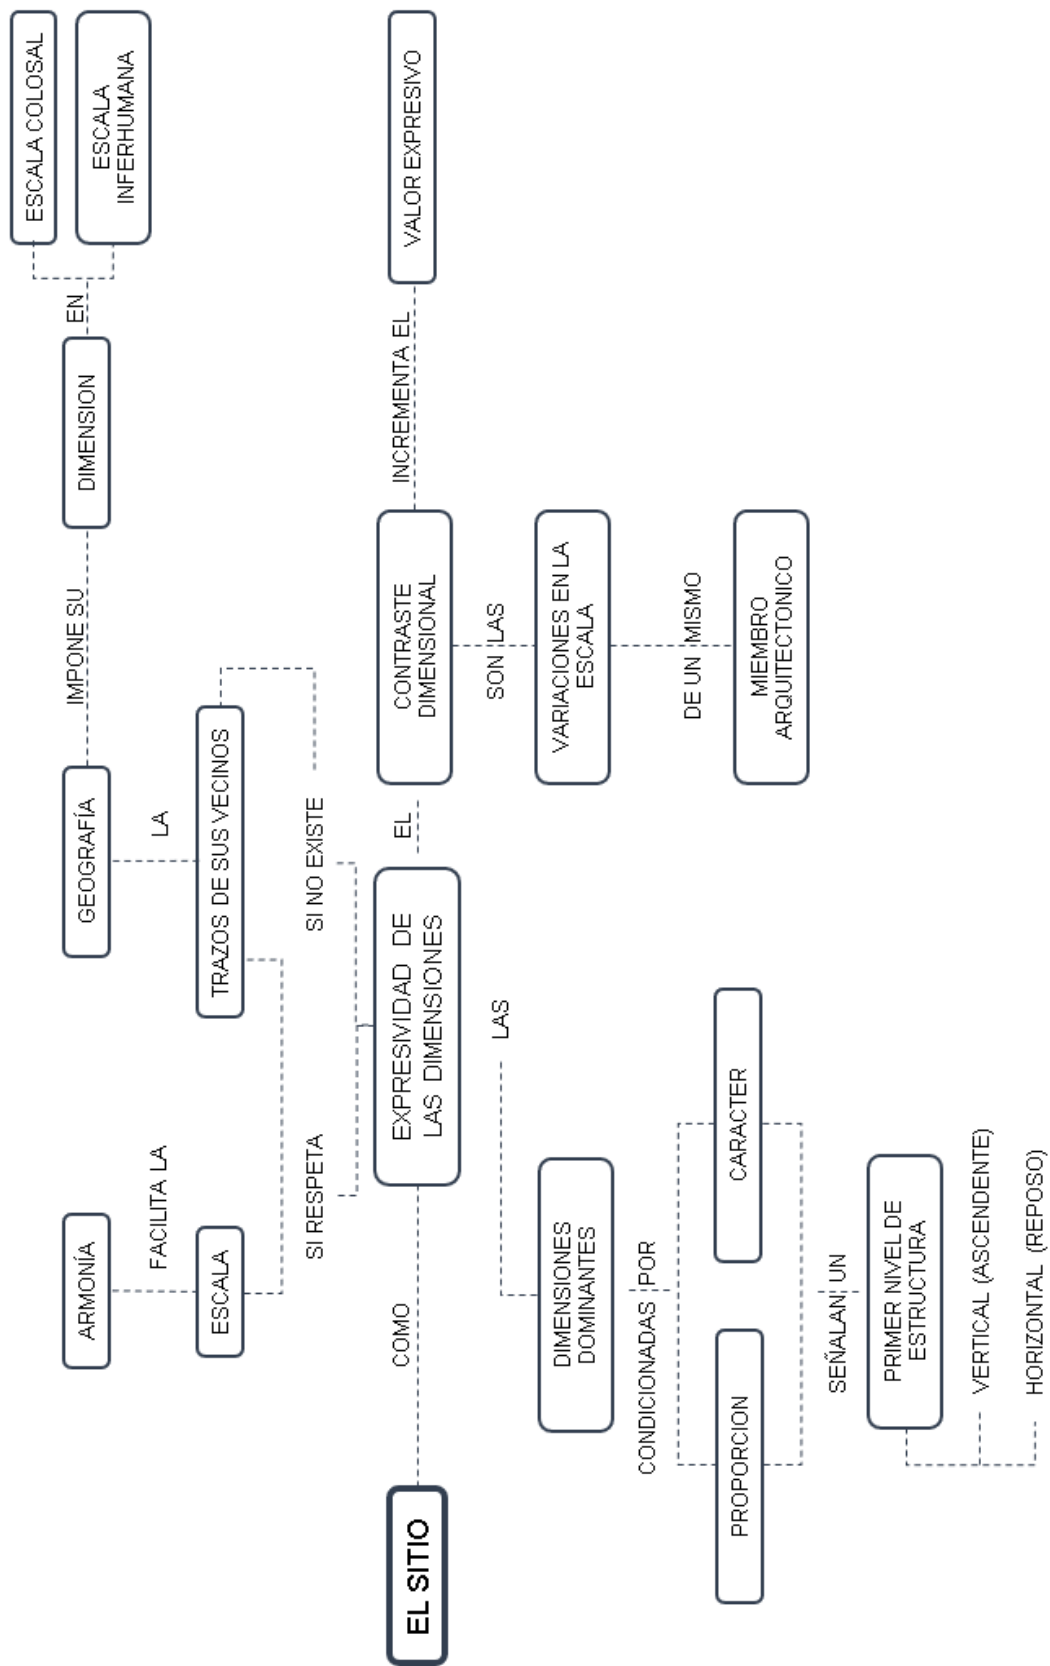 ARMONÍA
GEOGRAFÍA
IMPONE SU
DIMENSION
EN
ESCALA COLOSAL
ESCALA
INFERHUMANA
FACILITA LA
LA
ESCALA
TRAZOS DE SUS VECINOS
SI RESPETA
SI NO EXISTE
EL SITIO
COMO
EXPRESIVIDAD DE
LAS DIMENSIONES
EL
CONTRASTE
DIMENSIONAL
INCREMENTA EL
VALOR EXPRESIVO
LAS
SON LAS
DIMENSIONES
DOMINANTES
VARIACIONES EN LA
ESCALA
CONDICIONADAS POR
DE UN MISMO
PROPORCION
CARACTER
MIEMBRO
ARQUITECTONICO
SEÑALAN UN
PRIMER NIVEL DE
ESTRUCTURA
VERTICAL (ASCENDENTE)
HORIZONTAL (REPOSO)